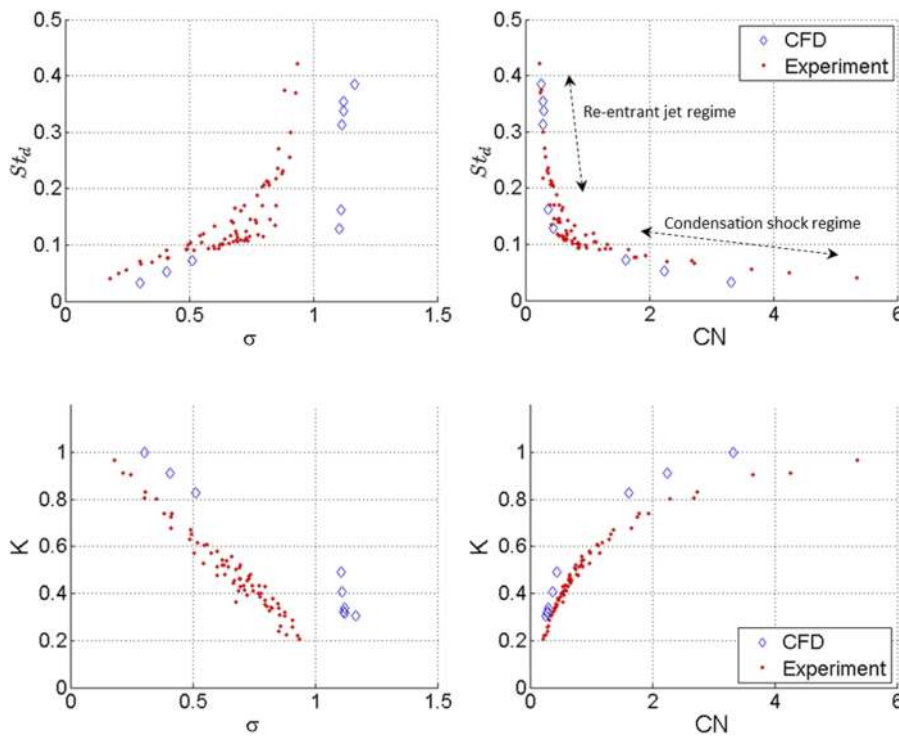 0.5
0.4
0.3
0.2
0.1
0
St_d
0
0.5
1
1.5
σ
0.5
0.4
0.3
0.2
0.1
0
St_d
CFD
Experiment
Re-entrant jet regime
Condensation shock regime
0
2
4
6
CN
1
0.8
0.6
0.4
0.2
0
K
0
0.5
1
1.5
σ
1
0.8
0.6
0.4
0.2
0
K
CFD
Experiment
0
2
4
6
CN